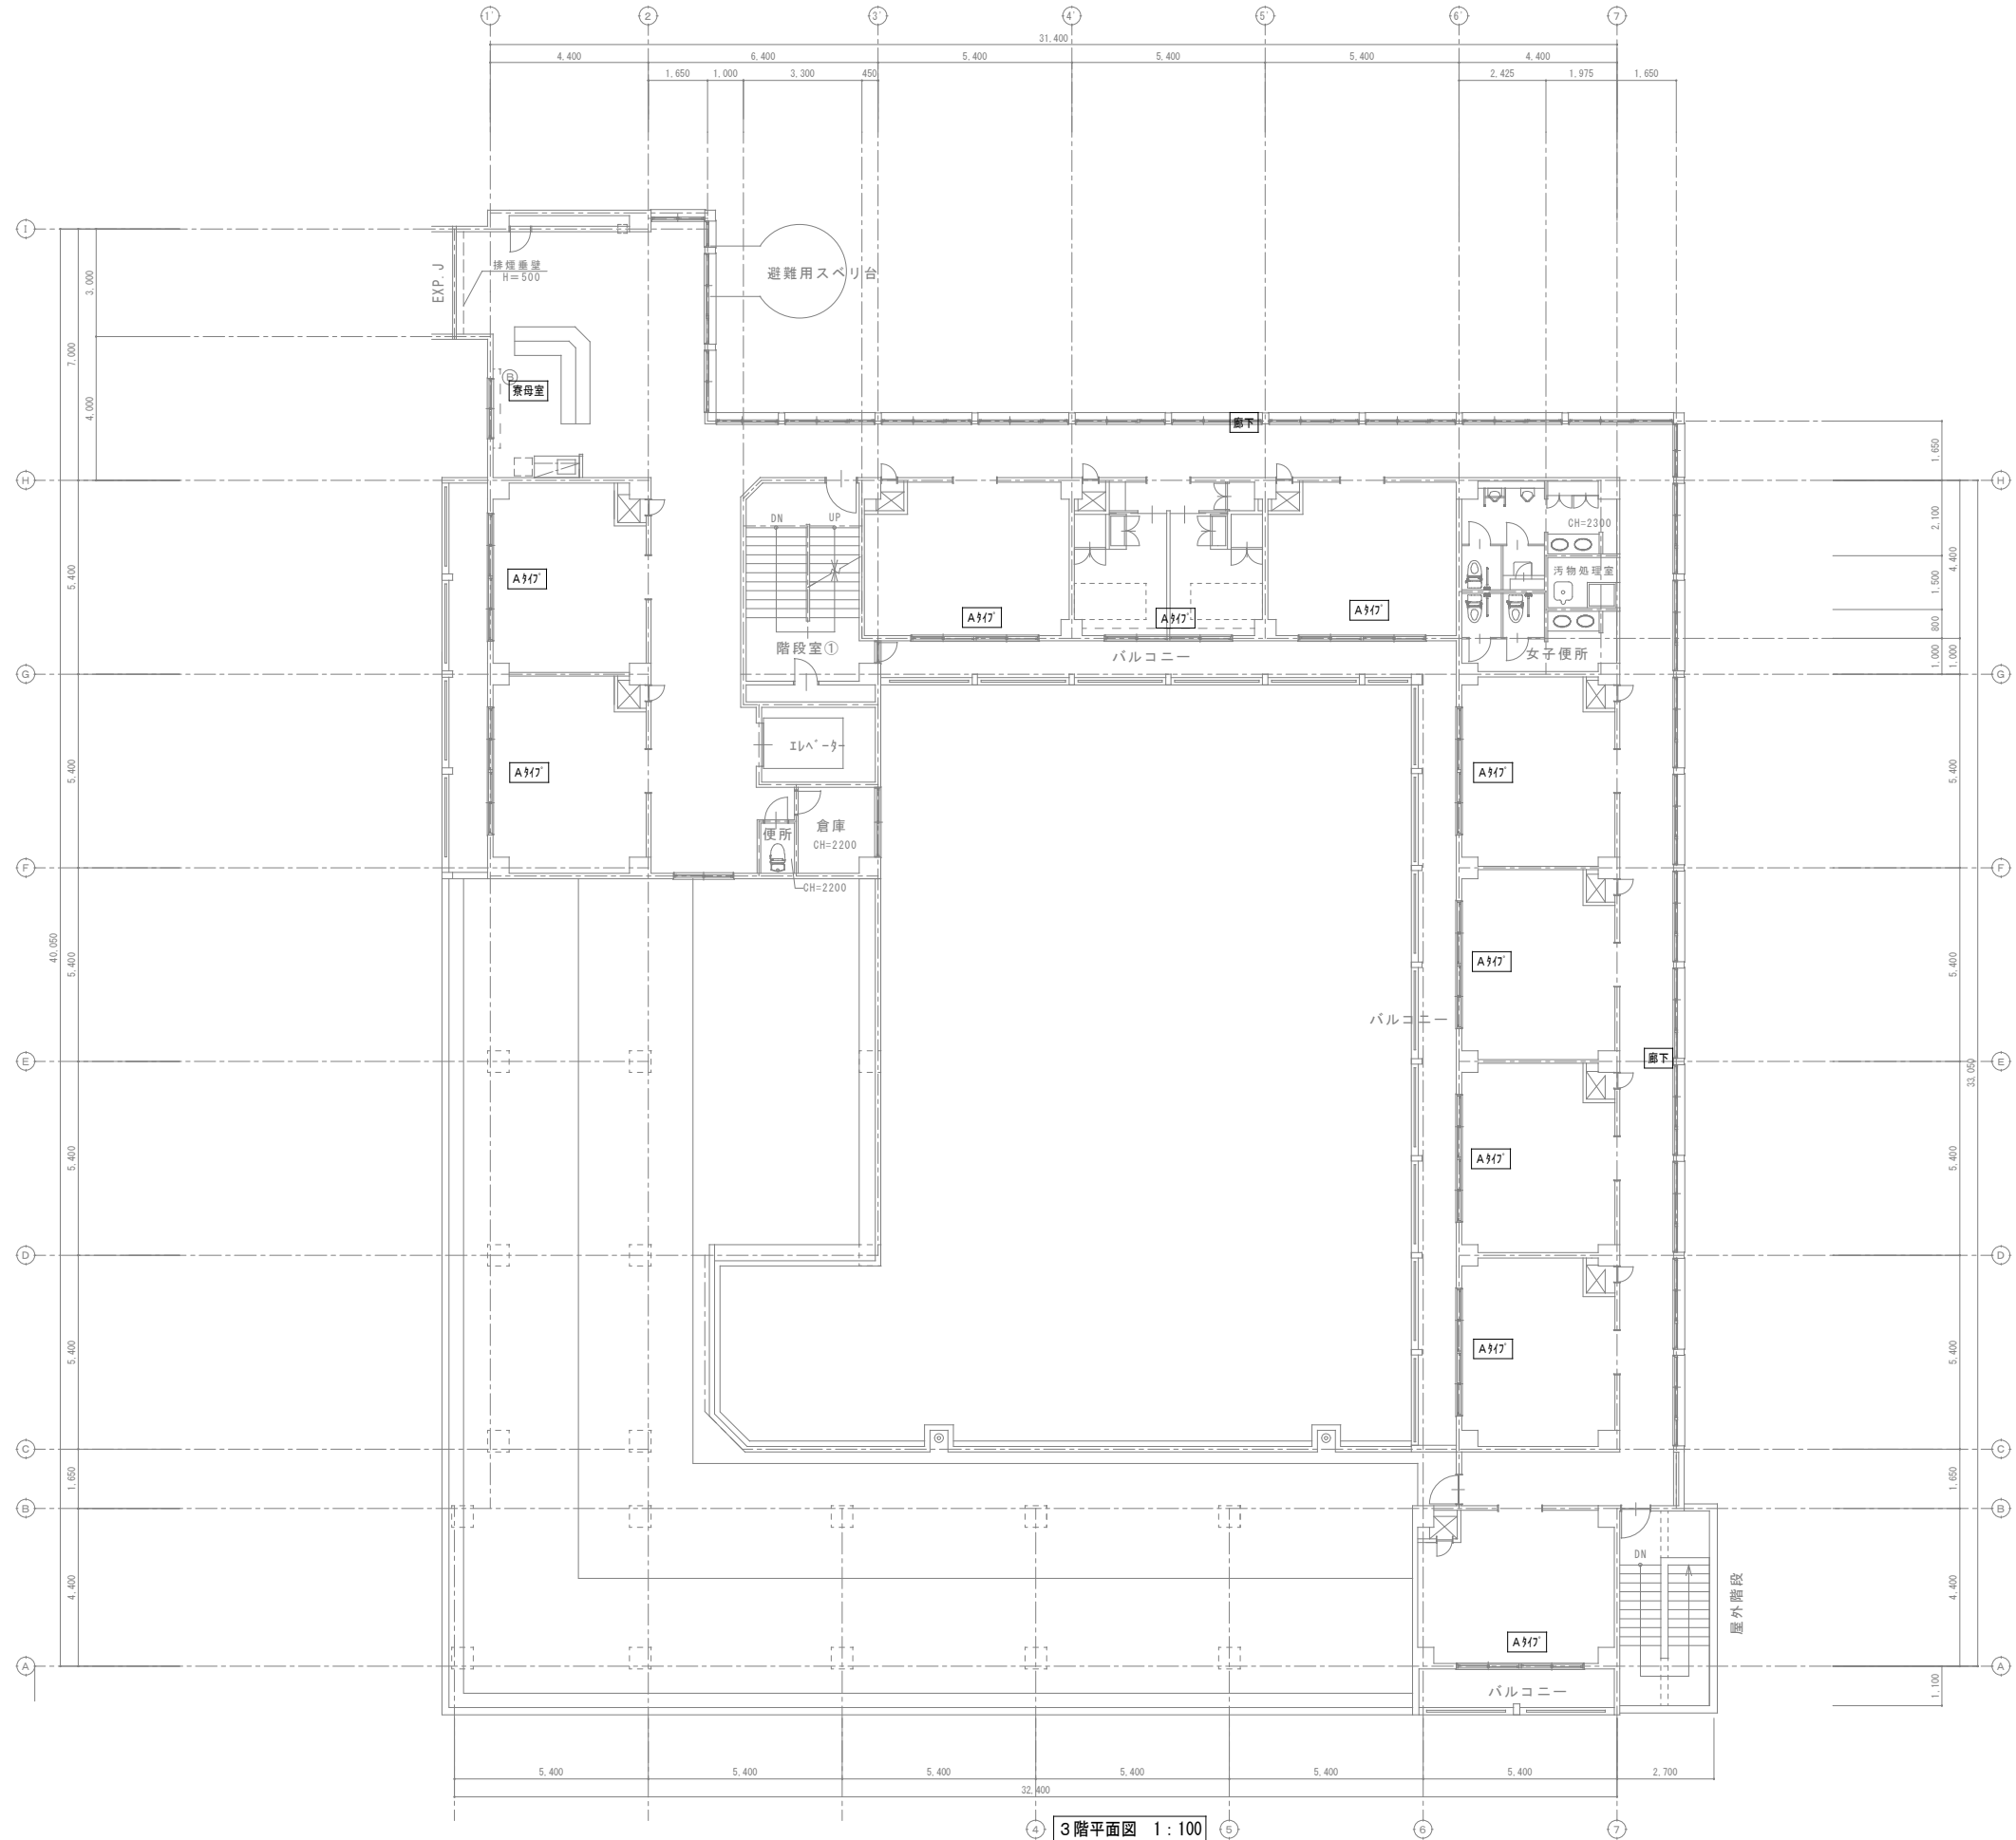 1' 2 3' 4' 5' 6' 7
31,400
4,400 6,400 5,400 5,400 5,400 4,400
1,650 1,000 3,300 450 2,425 1,975 1,650
I
3,000
7,000
4,000
EXP.J
排煙垂壁
H=500
避難用スベリ台
B
寮母室
廊下
1,650
H
H
DN UP
CH=2300
2,100
4,400
1,500
800
1,000
1,000
汚物処理室
Aタイプ
Aタイプ
Aタイプ
Aタイプ
階段室①
バルコニー
女子便所
5,400
G
G
エレベーター
Aタイプ
Aタイプ
5,400
5,400
便所
倉庫
CH=2200
CH=2200
F
F
40,050
5,400
Aタイプ
5,400
バルコニー
廊下
E
E
33,050
5,400
Aタイプ
5,400
D
D
5,400
Aタイプ
5,400
C
C
1,650
1,650
B
B
DN
4,400
4,400
屋外階段
Aタイプ
A
A
バルコニー
1,100
5,400 5,400 5,400 5,400 5,400 5,400 2,700
32,400
4 5 6 7
3階平面図 1:100